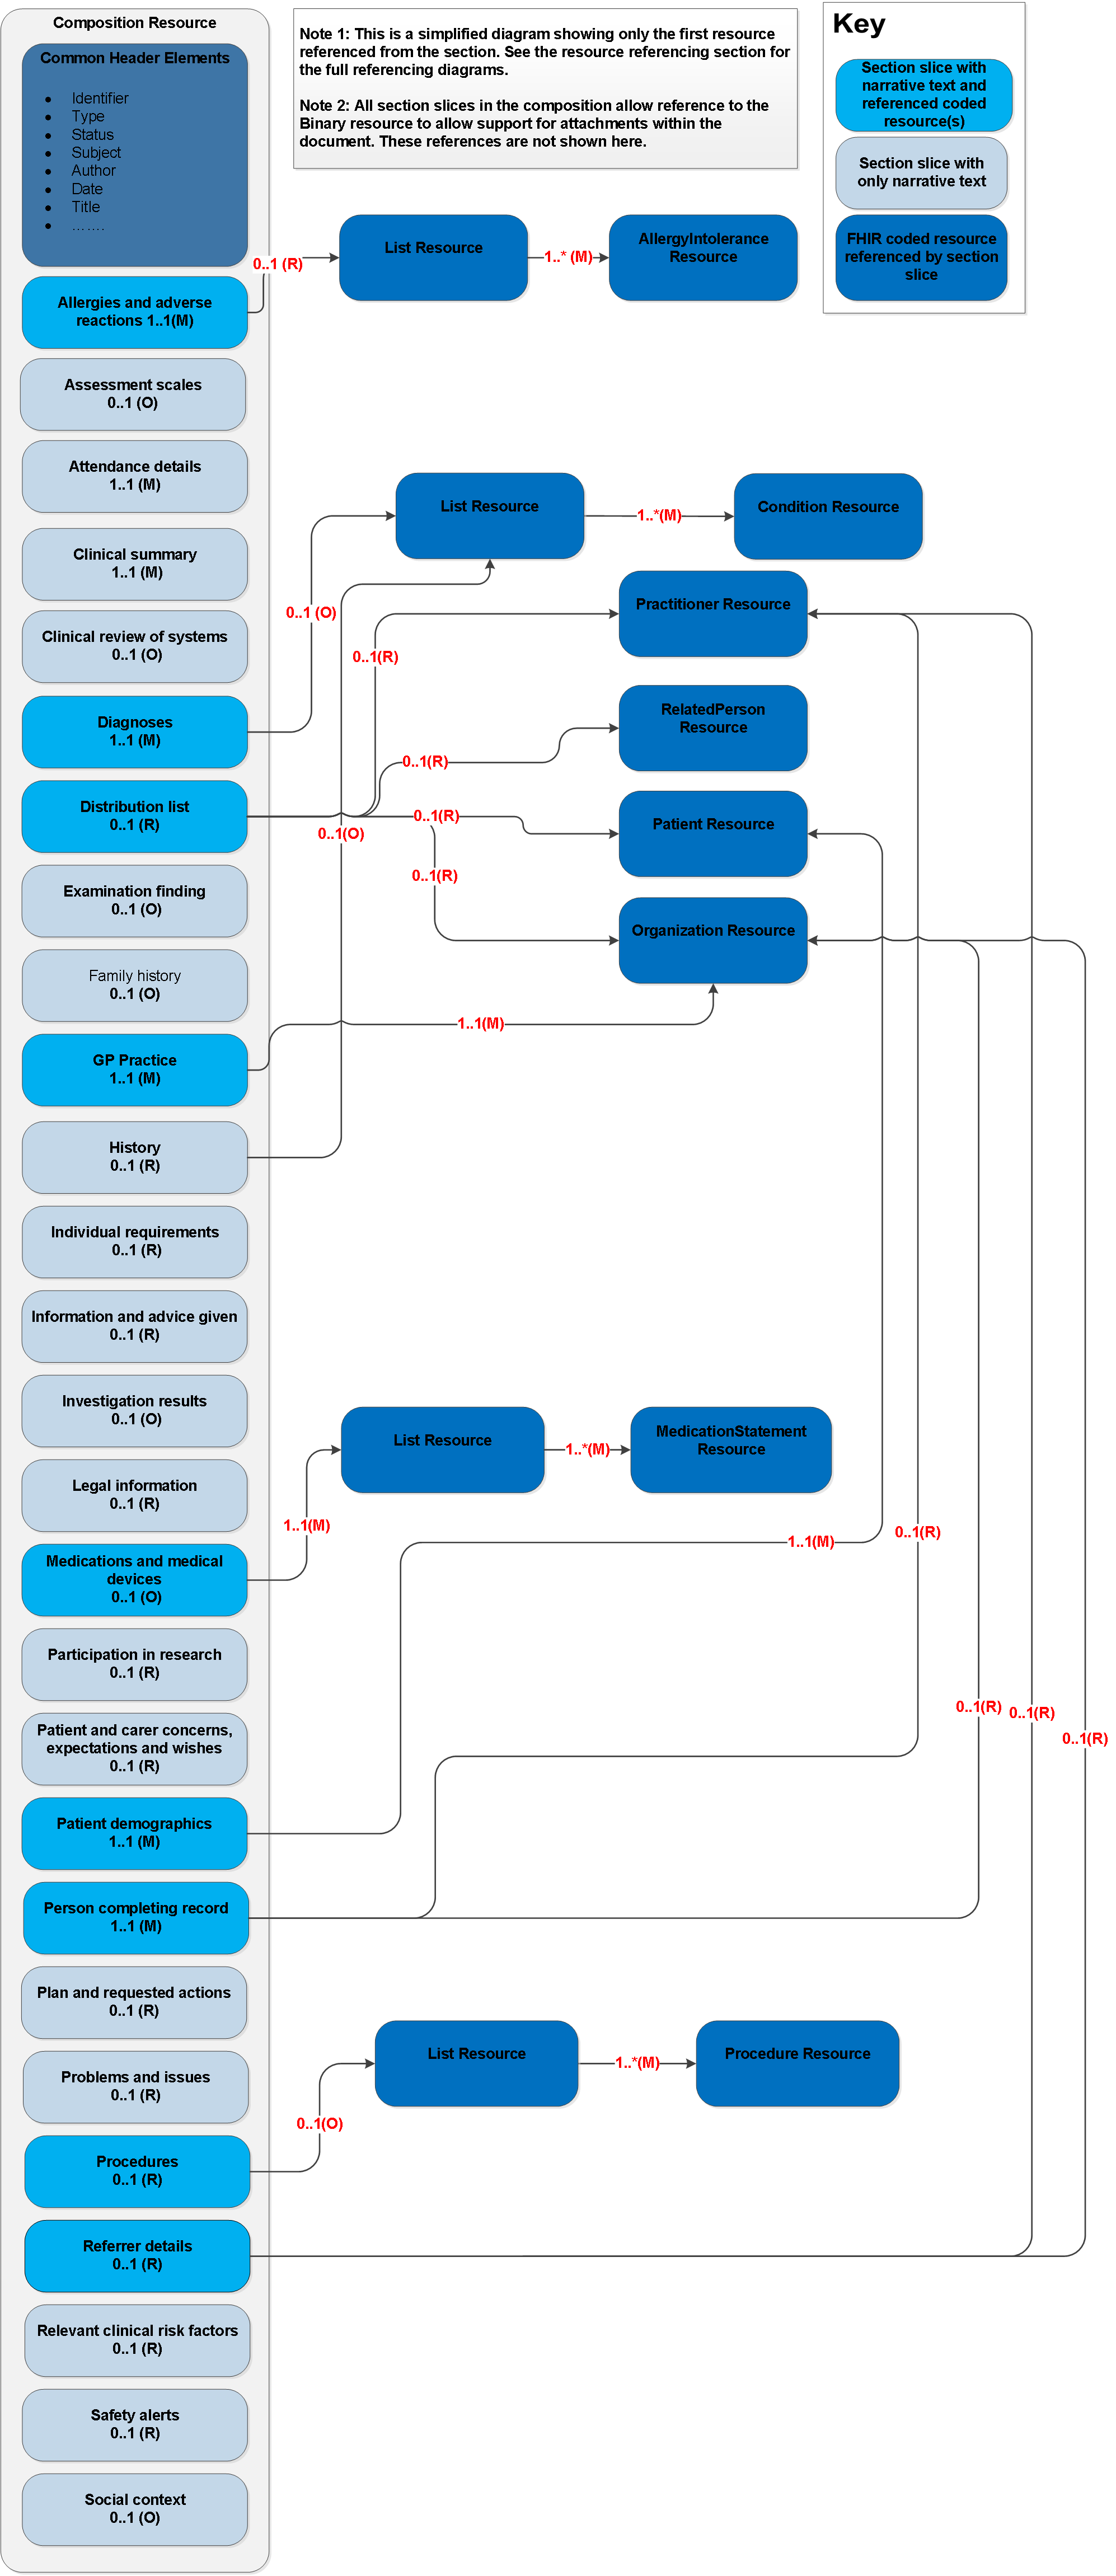 Composition Resource
Common Header Elements
● Identifier
● Type
● Status
● Subject
● Author
● Date
● Title
● …….
Note 1: This is a simplified diagram showing only the first resource
referenced from the section. See the resource referencing section for
the full referencing diagrams.
Note 2: All section slices in the composition allow reference to the
Binary resource to allow support for attachments within the
document. These references are not shown here.
Key
Section slice with
narrative text and
referenced coded
resource(s)
Section slice with
only narrative text
FHIR coded resource
referenced by section
slice
Allergies and adverse
reactions 1..1(M)
0..1 (R)
List Resource
1..* (M)
AllergyIntolerance
Resource
Assessment scales
0..1 (O)
Attendance details
1..1 (M)
Clinical summary
1..1 (M)
Clinical review of systems
0..1 (O)
Diagnoses
1..1 (M)
0..1 (O)
List Resource
1..*(M)
Condition Resource
Distribution list
0..1 (R)
0..1(R)
Practitioner Resource
0..1(R)
RelatedPerson
Resource
0..1(R)
Patient Resource
0..1(O)
0..1(R)
Organization Resource
Examination finding
0..1 (O)
Family history
0..1 (O)
GP Practice
1..1 (M)
1..1(M)
History
0..1 (R)
Individual requirements
0..1 (R)
Information and advice given
0..1 (R)
Investigation results
0..1 (O)
Legal information
0..1 (R)
Medications and medical
devices
0..1 (O)
1..1(M)
List Resource
1..*(M)
MedicationStatement
Resource
1..1(M)
0..1(R)
Participation in research
0..1 (R)
Patient and carer concerns,
expectations and wishes
0..1 (R)
0..1(R)
0..1(R)
0..1(R)
Patient demographics
1..1 (M)
Person completing record
1..1 (M)
Plan and requested actions
0..1 (R)
Problems and issues
0..1 (R)
Procedures
0..1 (R)
0..1(O)
List Resource
1..*(M)
Procedure Resource
Referrer details
0..1 (R)
Relevant clinical risk factors
0..1 (R)
Safety alerts
0..1 (R)
Social context
0..1 (O)